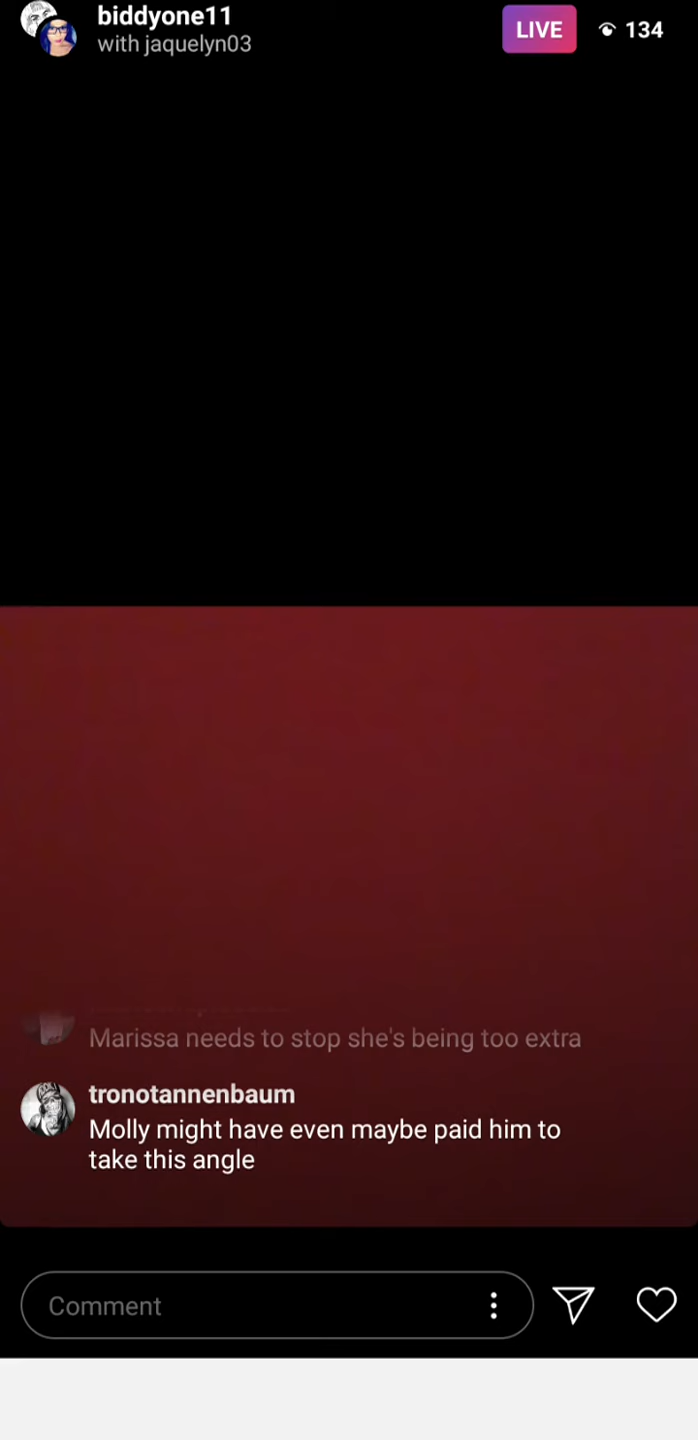 biddyone11
with jaquelyn03
LIVE
134
Marissa needs to stop she's being too extra
tronotannenbaum
Molly might have even maybe paid him to
take this angle
Comment